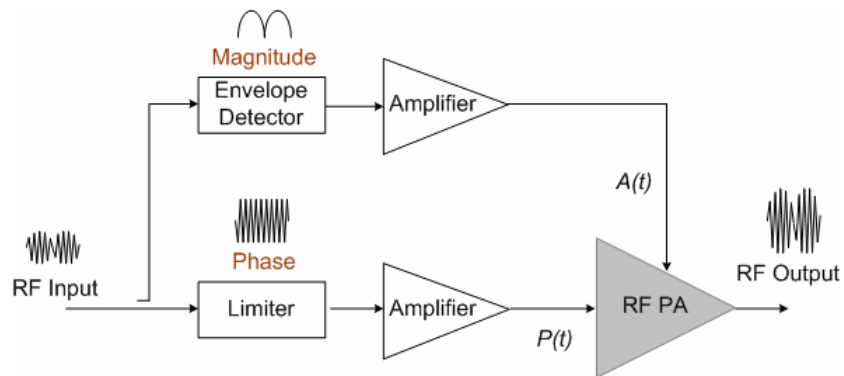 Magnitude
Envelope
Detector
Amplifier
A(t)
RF Input
Phase
Limiter
Amplifier
P(t)
RF PA
RF Output